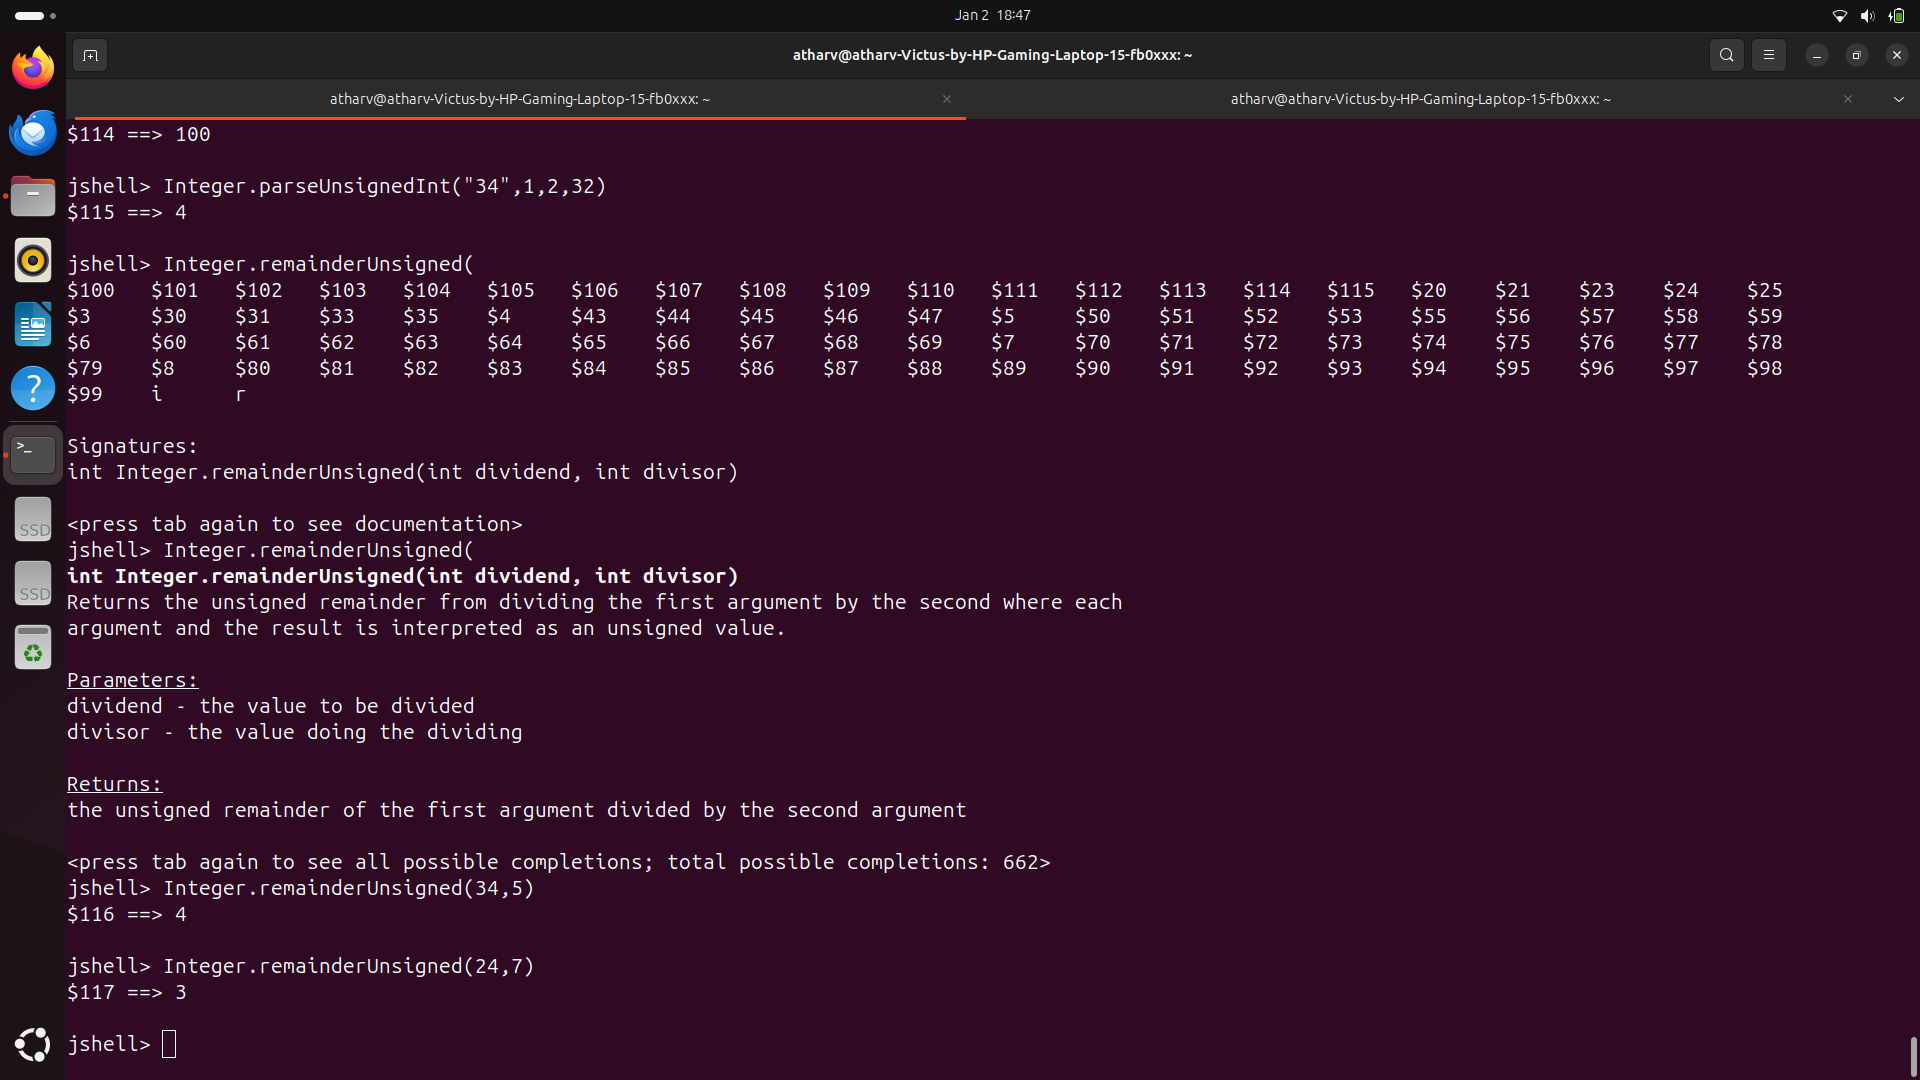 Jan 2 18:47
atharv@atharv-Victus-by-HP-Gaming-Laptop-15-fb0xxx: ~
atharv@atharv-Victus-by-HP-Gaming-Laptop-15-fb0xxx: ~ atharv@atharv-Victus-by-HP-Gaming-Laptop-15-fb0xxx: ~
$114 ==> 100
jshell> Integer.parseUnsignedInt("34",1,2,32)
$115 ==> 4
jshell> Integer.remainderUnsigned(
$100 $101 $102 $103 $104 $105 $106 $107 $108 $109 $110 $111 $112 $113 $114 $115 $20 $21 $23 $24 $25
$3 $30 $31 $33 $35 $4 $43 $44 $45 $46 $47 $5 $50 $51 $52 $53 $55 $56 $57 $58 $59
$6 $60 $61 $62 $63 $64 $65 $66 $67 $68 $69 $7 $70 $71 $72 $73 $74 $75 $76 $77 $78
$79 $8 $80 $81 $82 $83 $84 $85 $86 $87 $88 $89 $90 $91 $92 $93 $94 $95 $96 $97 $98
$99 i r
Signatures:
int Integer.remainderUnsigned(int dividend, int divisor)
<press tab again to see documentation>
jshell> Integer.remainderUnsigned(
int Integer.remainderUnsigned(int dividend, int divisor)
Returns the unsigned remainder from dividing the first argument by the second where each
argument and the result is interpreted as an unsigned value.
Parameters:
dividend - the value to be divided
divisor - the value doing the dividing
Returns:
the unsigned remainder of the first argument divided by the second argument
<press tab again to see all possible completions; total possible completions: 662>
jshell> Integer.remainderUnsigned(34,5)
$116 ==> 4
jshell> Integer.remainderUnsigned(24,7)
$117 ==> 3
jshell>
SSD
SSD